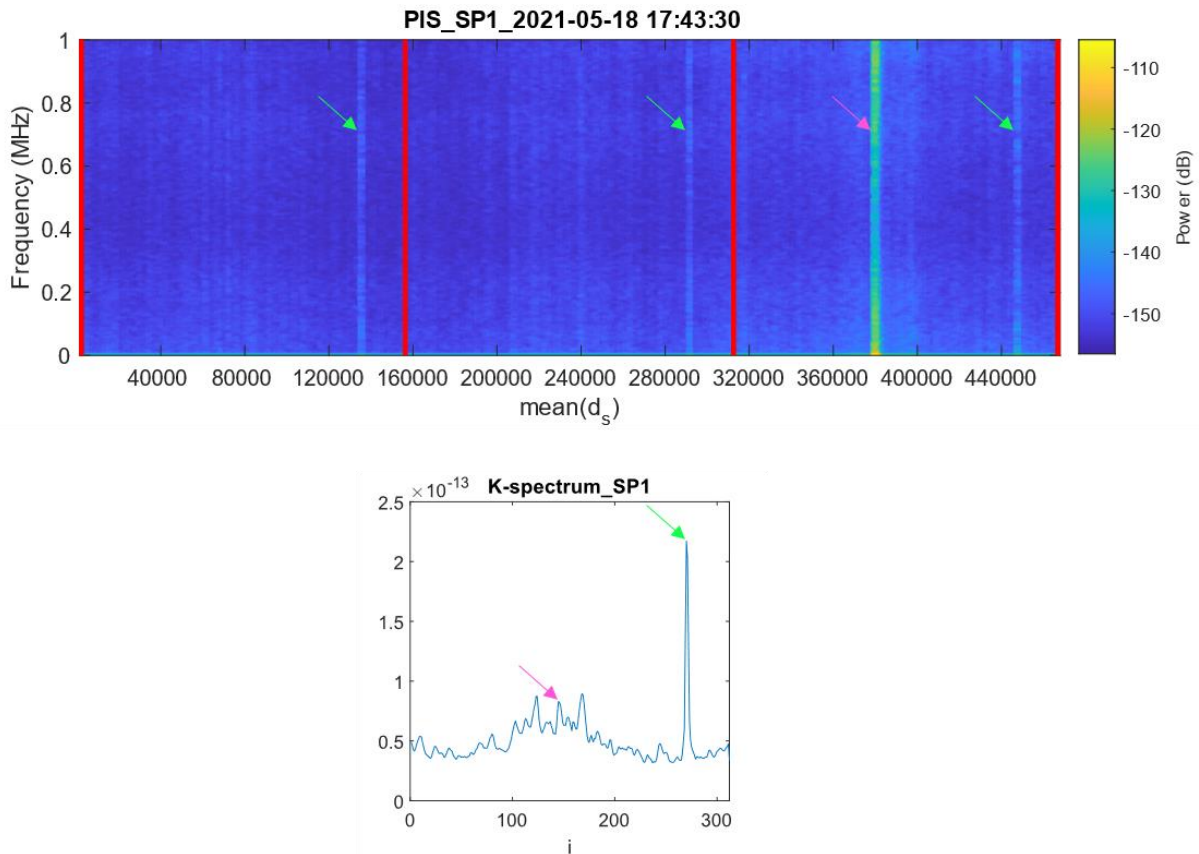 PIS_SP1_2021-05-18 17:43:30
Frequency (MHz)
1
0.8
0.6
0.4
0.2
0
40000 80000 120000 160000 200000 240000 280000 320000 360000 400000 440000
mean(d_s)
-110
-120
-130
-140
-150
Power (dB)
×10^-13 K-spectrum_SP1
2.5
2
1.5
1
0.5
0
0 100 200 300
i